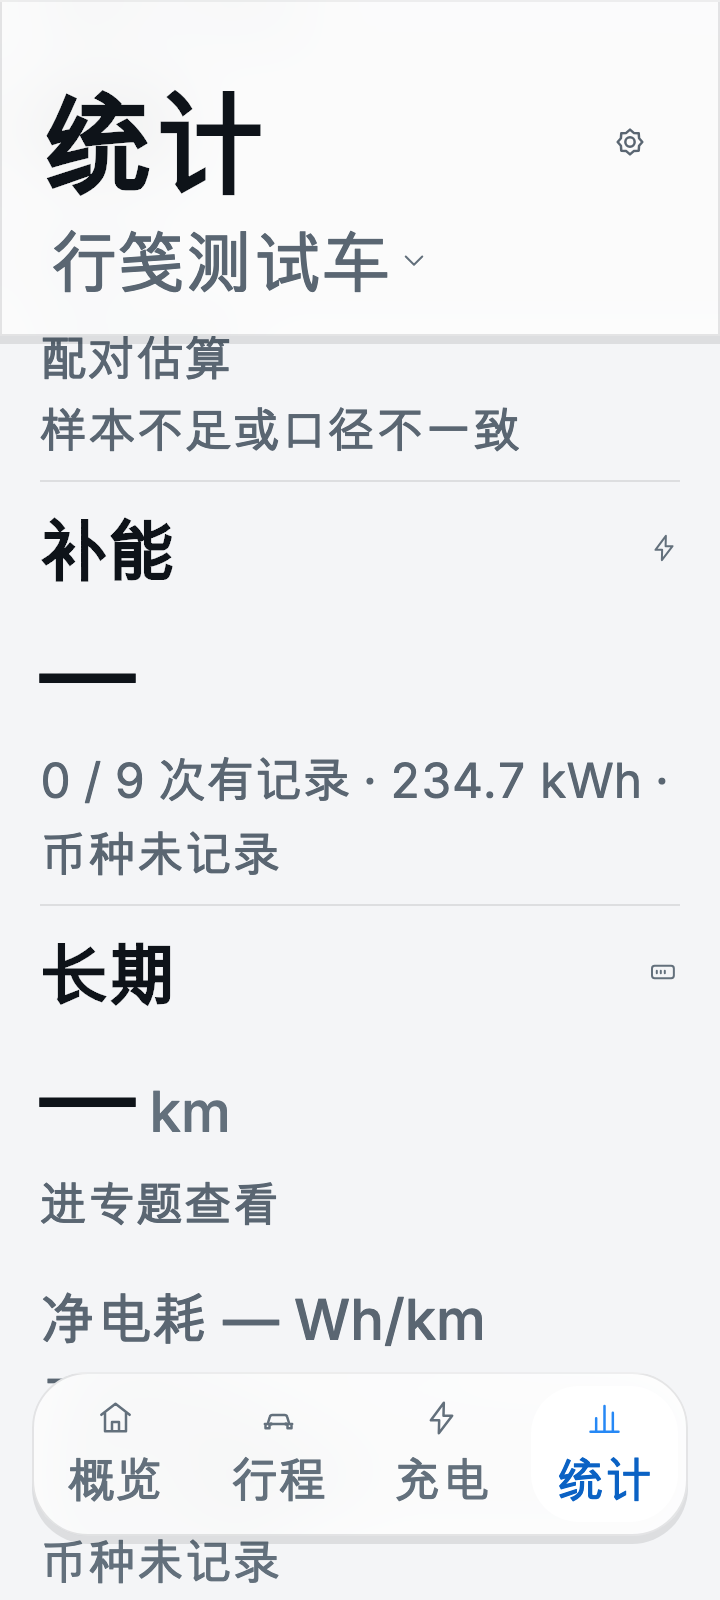 统计
行笺测试车
配对估算
样本不足或口径不一致
补能
—
0 / 9 次有记录 · 234.7 kWh ·
币种未记录
长期
— km
进专题查看
净电耗 — Wh/km
概览
行程
充电
统计
币种未记录